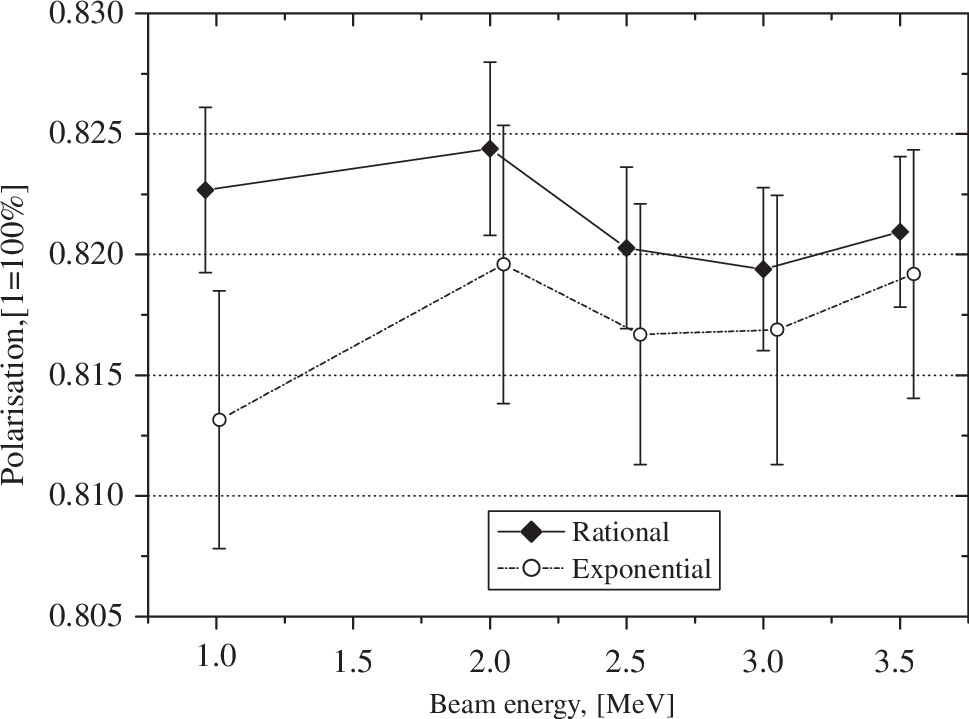 0.830
0.825
0.820
0.815
0.810
0.805
Polarisation,[1=100%]
Rational
Exponential
1.0 1.5 2.0 2.5 3.0 3.5
Beam energy, [MeV]